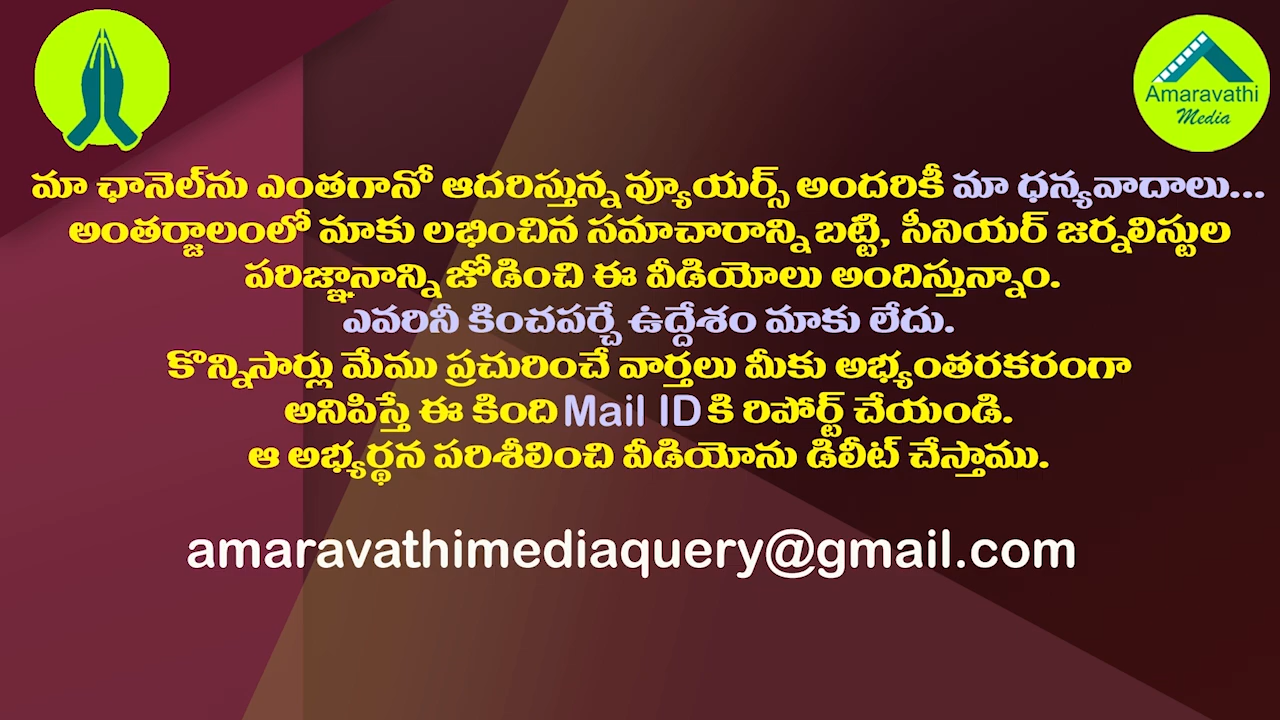 Amaravathi
Media
మా ఛానెల్‌ను ఎంతగానో ఆదరిస్తున్న వ్యూయర్స్ అందరికీ మా ధన్యవాదాలు...
అంతర్జాలంలో మాకు లభించిన సమాచారాన్ని బట్టి, సీనియర్ జర్నలిస్టుల
పరిజ్ఞానాన్ని జోడించి ఈ వీడియోలు అందిస్తున్నాం.
ఎవరినీ కించపర్చే ఉద్దేశం మాకు లేదు.
కొన్నిసార్లు మేము ప్రచురించే వార్తలు మీకు అభ్యంతరకరంగా
అనిపిస్తే ఈ కింది Mail ID కి రిపోర్ట్ చేయండి.
ఆ అభ్యర్థన పరిశీలించి వీడియోను డిలీట్ చేస్తాము.
amaravathimediaquery@gmail.com